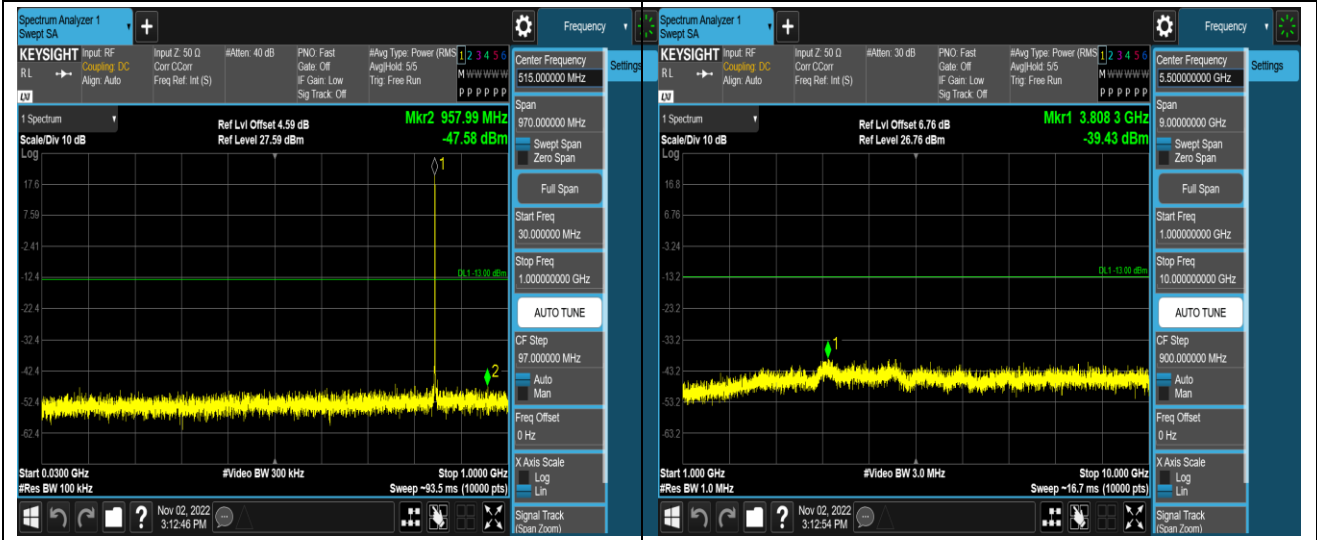 Spectrum Analyzer 1
Swept SA
+
Frequency
KEYSIGHT
Input: RF
Coupling: DC
Align: Auto
Input Z: 50 Ω
Corr CCorr
Freq Ref: Int (S)
#Atten: 40 dB
PNO: Fast
Gate: Off
IF Gain: Low
Sig Track: Off
#Avg Type: Power (RMS
Avg|Hold: 5/5
Trig: Free Run
1 2 3 4 5 6
M W W W W W
P P P P P P
RL
LXI
Center Frequency
515.000000 MHz
Settings
1 Spectrum
Scale/Div 10 dB
Log
Ref Lvl Offset 4.59 dB
Ref Level 27.59 dBm
Mkr2 957.99 MHz
-47.58 dBm
Span
970.000000 MHz
Swept Span
Zero Span
Full Span
Start Freq
30.000000 MHz
Stop Freq
1.000000000 GHz
AUTO TUNE
CF Step
97.000000 MHz
Auto
Man
Freq Offset
0 Hz
X Axis Scale
Log
Lin
Signal Track
(Span Zoom)
1
17.6
7.59
-2.41
-12.4
DL1 -13.00 dBm
-22.4
-32.4
-42.4
2
-52.4
-62.4
Start 0.0300 GHz
#Video BW 300 kHz
Stop 1.0000 GHz
#Res BW 100 kHz
Sweep ~93.5 ms (10000 pts)
?
Nov 02, 2022
3:12:46 PM
Spectrum Analyzer 1
Swept SA
+
Frequency
KEYSIGHT
Input: RF
Coupling: DC
Align: Auto
Input Z: 50 Ω
Corr CCorr
Freq Ref: Int (S)
#Atten: 30 dB
PNO: Fast
Gate: Off
IF Gain: Low
Sig Track: Off
#Avg Type: Power (RMS
Avg|Hold: 5/5
Trig: Free Run
1 2 3 4 5 6
M W W W W W
P P P P P P
RL
LXI
Center Frequency
5.500000000 GHz
Settings
1 Spectrum
Scale/Div 10 dB
Log
Ref Lvl Offset 6.76 dB
Ref Level 26.76 dBm
Mkr1 3.808 3 GHz
-39.43 dBm
Span
9.00000000 GHz
Swept Span
Zero Span
Full Span
Start Freq
1.000000000 GHz
Stop Freq
10.000000000 GHz
AUTO TUNE
CF Step
900.000000 MHz
Auto
Man
Freq Offset
0 Hz
X Axis Scale
Log
Lin
Signal Track
(Span Zoom)
16.8
6.76
-3.24
-13.2
DL1 -13.00 dBm
-23.2
-33.2
1
-43.2
-53.2
-63.2
Start 1.000 GHz
#Video BW 3.0 MHz
Stop 10.000 GHz
#Res BW 1.0 MHz
Sweep ~16.7 ms (10000 pts)
?
Nov 02, 2022
3:12:54 PM